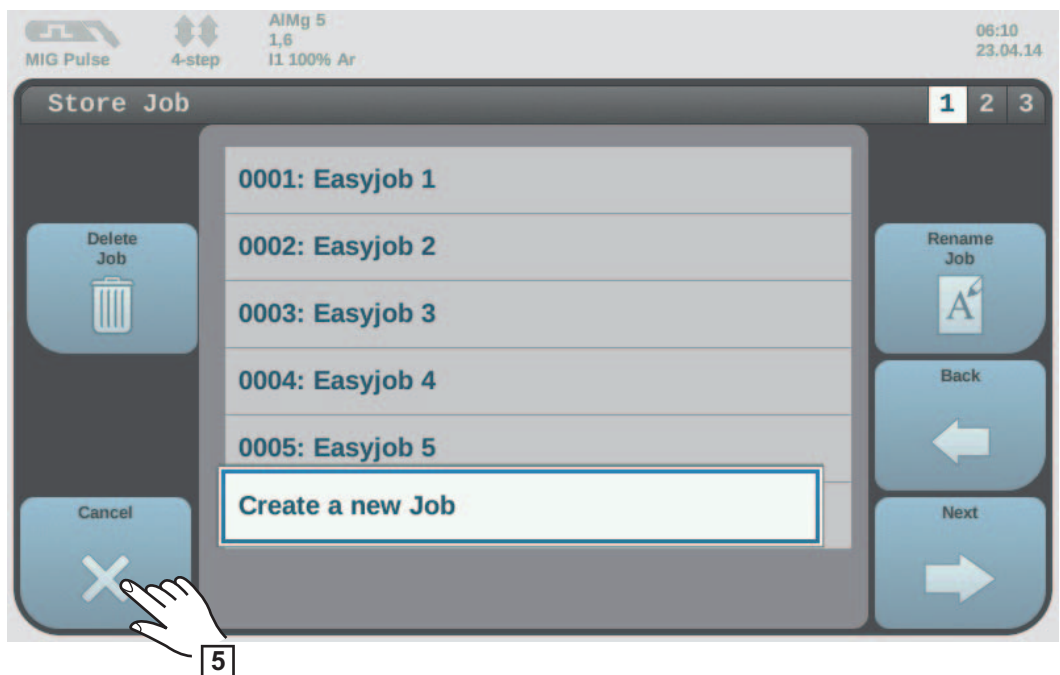 MIG Pulse
4-step
AlMg 5
1,6
I1 100% Ar
06:10
23.04.14
Store Job
1 2 3
0001: Easyjob 1
0002: Easyjob 2
0003: Easyjob 3
0004: Easyjob 4
0005: Easyjob 5
Create a new Job
Delete
Job
Cancel
Rename
Job
A
Back
Next
5